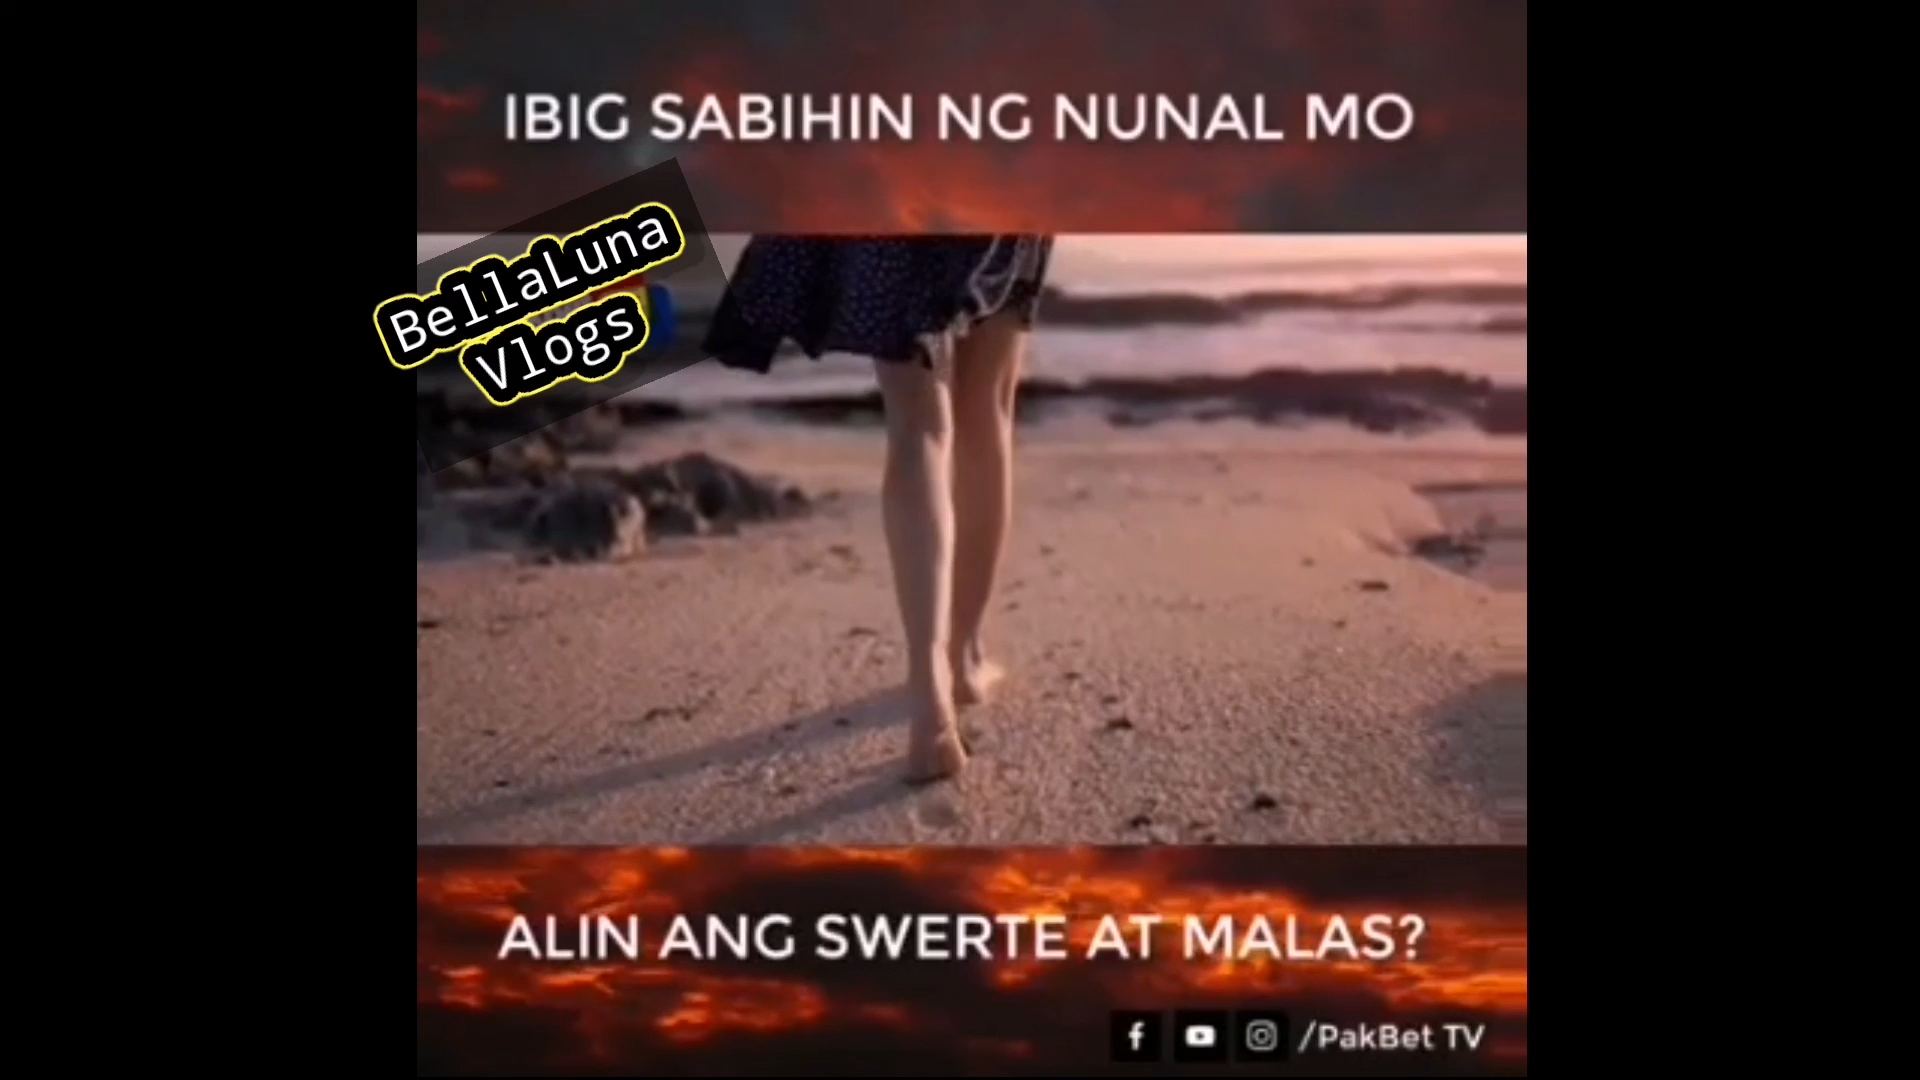 IBIG SABIHIN NG NUNAL MO
BellaLuna
Vlogs
ALIN ANG SWERTE AT MALAS?
/PakBet TV